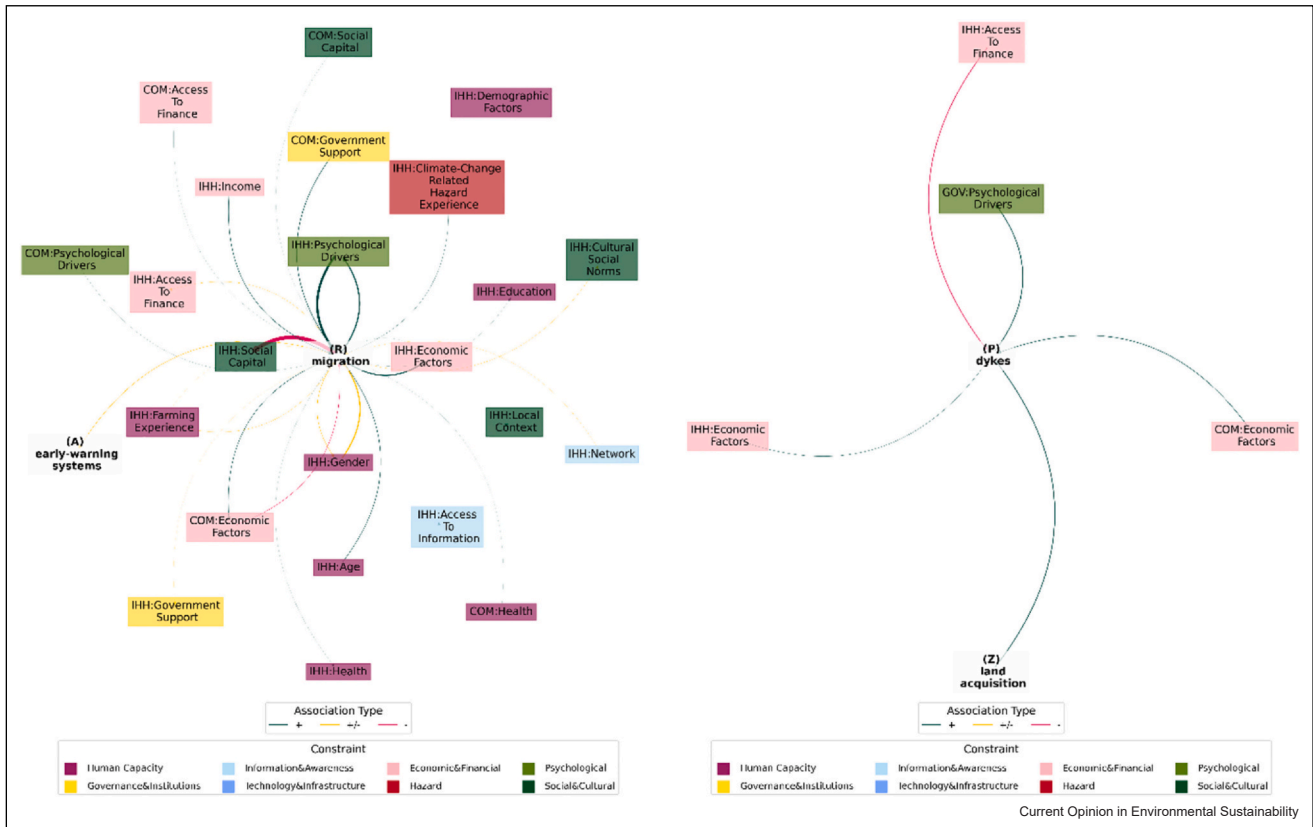 COM:Social
Capital
COM:Access
To
Finance
IHH:Demographic
Factors
COM:Government
Support
IHH:Climate-Change
Related
Hazard
Experience
IHH:Income
IHH:Psychological
Drivers
IHH:Cultural
Social
Norms
COM:Psychological
Drivers
IHH:Access
To
Finance
IHH:Education
IHH:Social
Capital
(R)
migration
IHH:Economic
Factors
IHH:Farming
Experience
IHH:Local
Context
(A)
early-warning
systems
IHH:Gender
IHH:Network
COM:Economic
Factors
IHH:Access
To
Information
IHH:Age
IHH:Government
Support
COM:Health
IHH:Health
Association Type
+ +/- -
Constraint
Human Capacity Information&Awareness Economic&Financial Psychological
Governance&Institutions Technology&Infrastructure Hazard Social&Cultural
IHH:Access
To
Finance
GOV:Psychological
Drivers
(P)
dykes
IHH:Economic
Factors
COM:Economic
Factors
(Z)
land
acquisition
Association Type
+ +/- -
Constraint
Human Capacity Information&Awareness Economic&Financial Psychological
Governance&Institutions Technology&Infrastructure Hazard Social&Cultural
Current Opinion in Environmental Sustainability